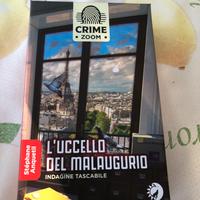 CRIME
ZOOM
Stéphane
Anquetil
L'UCCELLO
DEL MALAUGURIO
INDAGINE TASCABILE